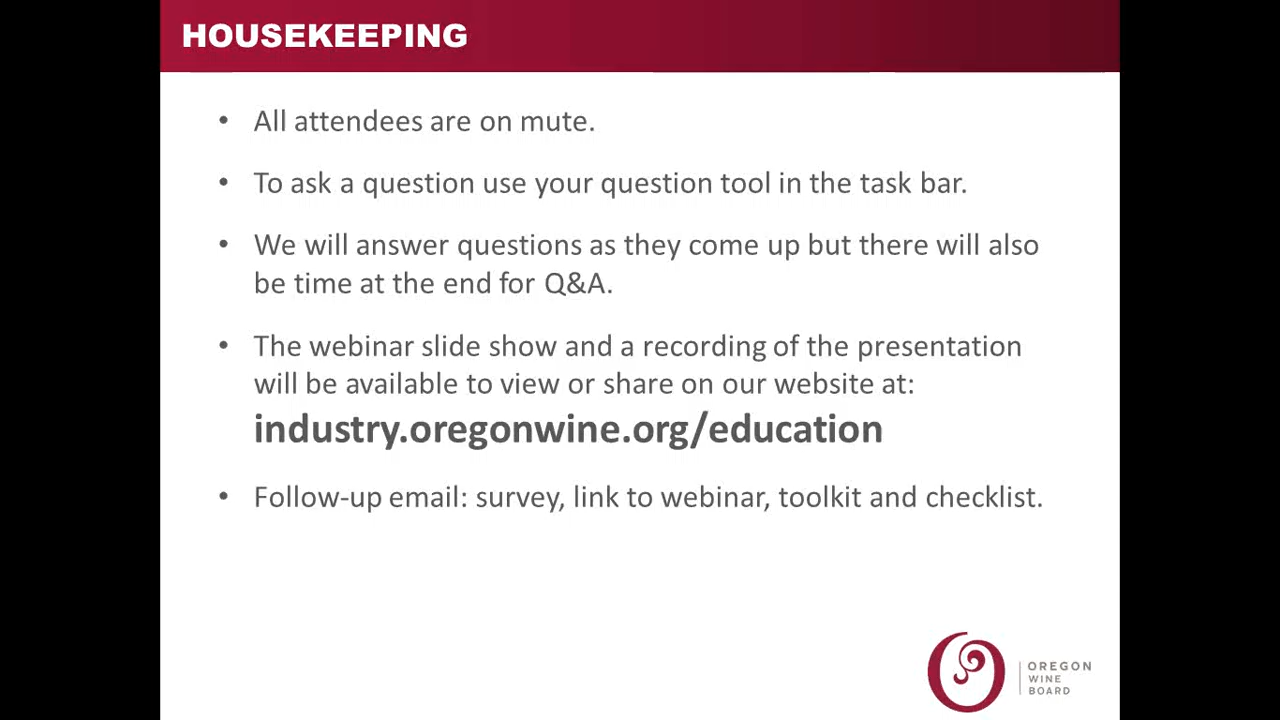 HOUSEKEEPING
• All attendees are on mute.
• To ask a question use your question tool in the task bar.
• We will answer questions as they come up but there will also
be time at the end for Q&A.
• The webinar slide show and a recording of the presentation
will be available to view or share on our website at:
industry.oregonwine.org/education
• Follow-up email: survey, link to webinar, toolkit and checklist.
OREGON
WINE
BOARD